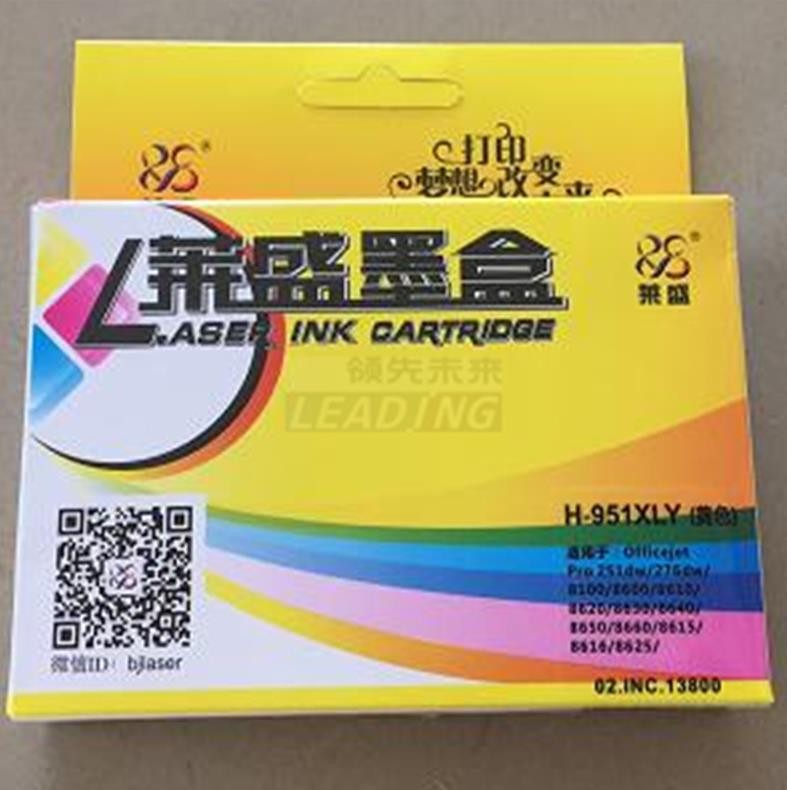 打印
梦想 改变
莱盛墨盒
LASER INK CARTRIDGE
莱盛
领先未来
LEADING
H-951XLY (黄色)
适用于：Officejet
Pro 251dw/276dw/
8100/8600/8610/
8620/8630/8640/
8650/8660/8615/
8616/8625/
微信ID: bjlaser
02.INC.13800